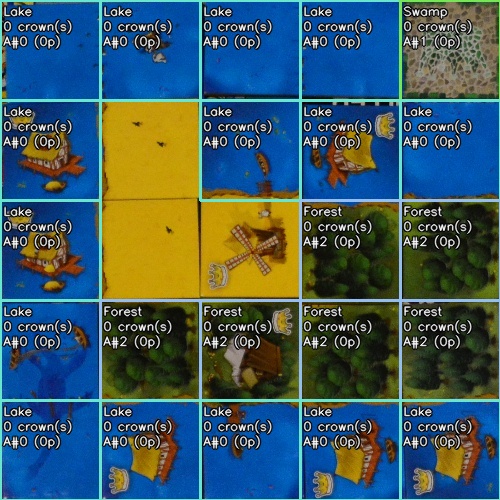 Lake
0 crown(s)
A#0 (0p)
Lake
0 crown(s)
A#0 (0p)
Lake
0 crown(s)
A#0 (0p)
Lake
0 crown(s)
A#0 (0p)
Swamp
0 crown(s)
A#1 (0p)
Lake
0 crown(s)
A#0 (0p)
Lake
0 crown(s)
A#0 (0p)
Lake
0 crown(s)
A#0 (0p)
Lake
0 crown(s)
A#0 (0p)
Lake
0 crown(s)
A#0 (0p)
Forest
0 crown(s)
A#2 (0p)
Forest
0 crown(s)
A#2 (0p)
Lake
0 crown(s)
A#0 (0p)
Forest
0 crown(s)
A#2 (0p)
Forest
0 crown(s)
A#2 (0p)
Forest
0 crown(s)
A#2 (0p)
Forest
0 crown(s)
A#2 (0p)
Lake
0 crown(s)
A#0 (0p)
Lake
0 crown(s)
A#0 (0p)
Lake
0 crown(s)
A#0 (0p)
Lake
0 crown(s)
A#0 (0p)
Lake
0 crown(s)
A#0 (0p)